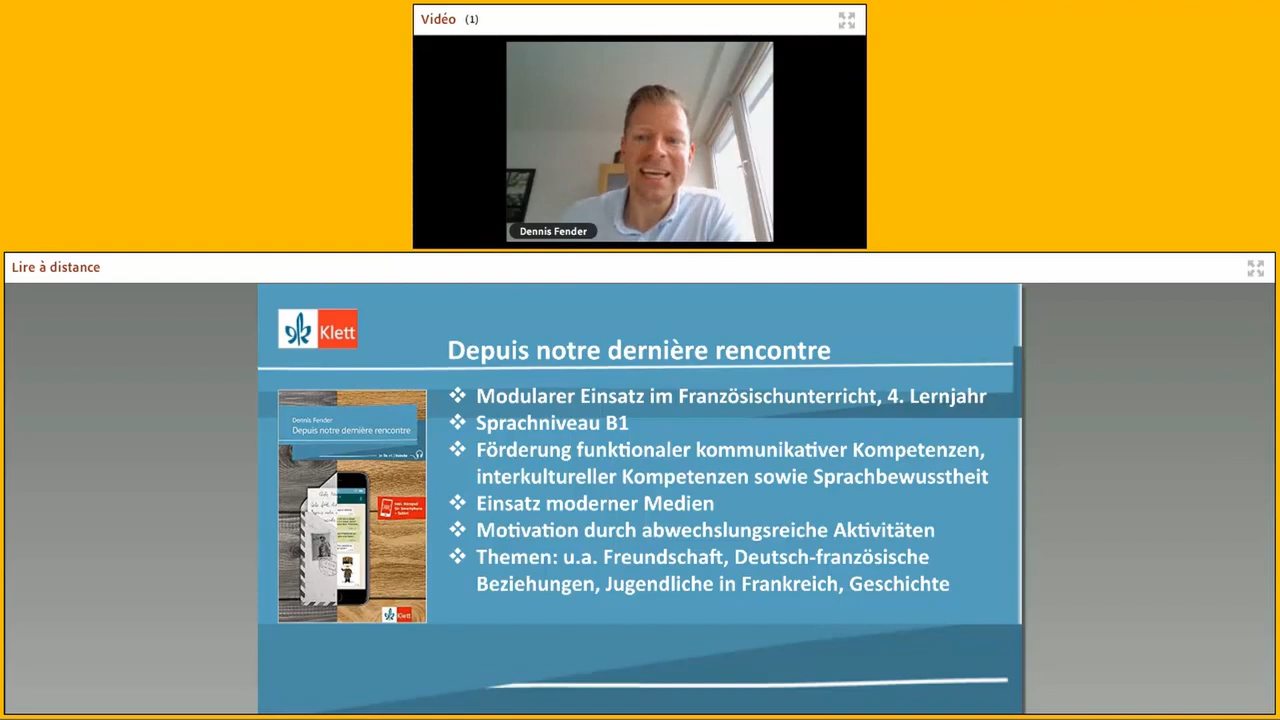 Vidéo (1)
Dennis Fender
Lire à distance
Klett
Depuis notre dernière rencontre
❖ Modularer Einsatz im Französischunterricht, 4. Lernjahr
❖ Sprachniveau B1
❖ Förderung funktionaler kommunikativer Kompetenzen,
interkultureller Kompetenzen sowie Sprachbewusstheit
❖ Einsatz moderner Medien
❖ Motivation durch abwechslungsreiche Aktivitäten
❖ Themen: u.a. Freundschaft, Deutsch-französische
Beziehungen, Jugendliche in Frankreich, Geschichte
Dennis Fender
Depuis notre dernière rencontre
Klett